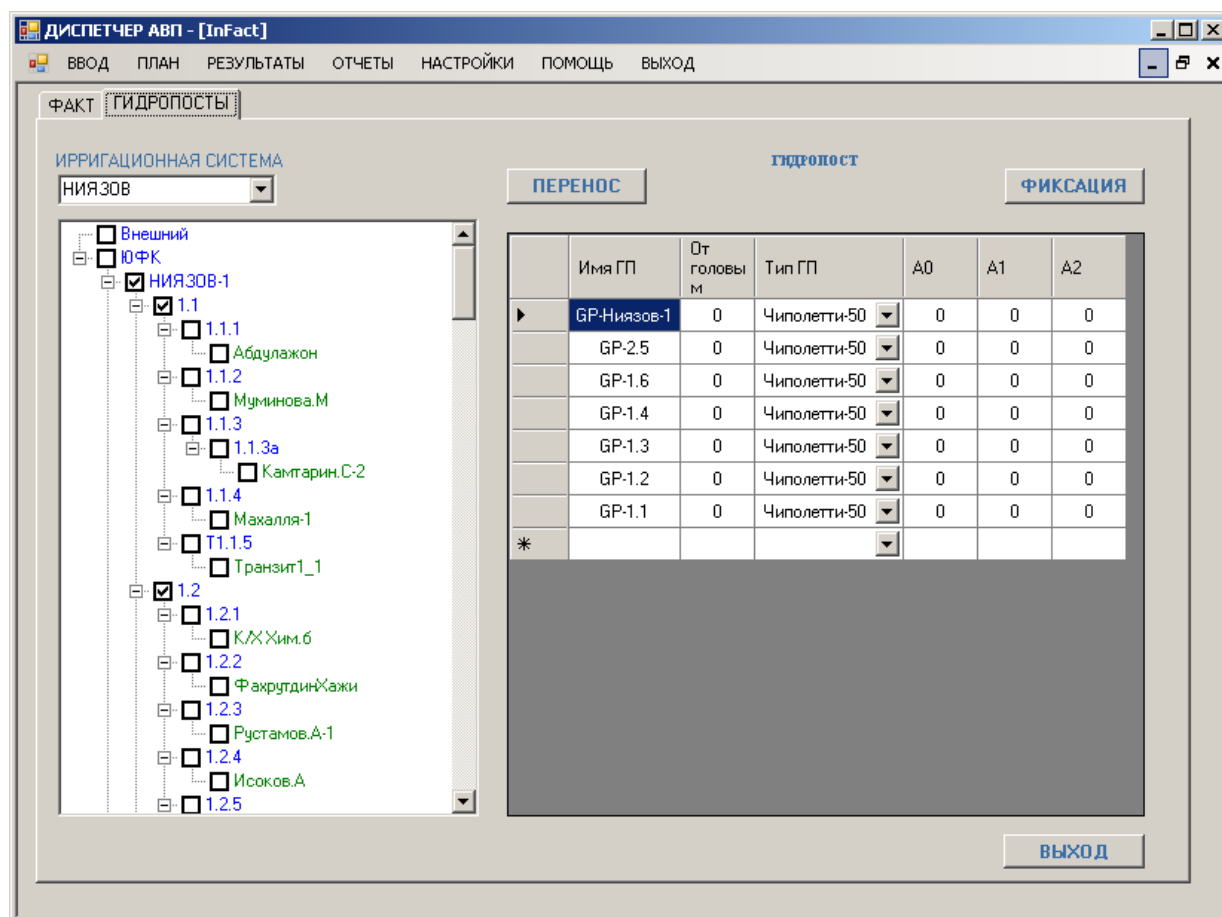 ДИСПЕТЧЕР АВП - [InFact]
ВВОД ПЛАН РЕЗУЛЬТАТЫ ОТЧЕТЫ НАСТРОЙКИ ПОМОЩЬ ВЫХОД
ФАКТ ГИДРОПОСТЫ
ИРРИГАЦИОННАЯ СИСТЕМА
НИЯЗОВ
Внешний
ЮФК
НИЯЗОВ-1
1.1
1.1.1
Абдулажон
1.1.2
Муминова.М
1.1.3
1.1.3а
Камтарин.С-2
1.1.4
Махалля-1
Т1.1.5
Транзит1_1
1.2
1.2.1
К/Х Хим.б
1.2.2
ФахрутдинХажи
1.2.3
Рустамов.А-1
1.2.4
Исоков.А
1.2.5
ГИДРОПОСТ
ПЕРЕНОС ФИКСАЦИЯ
Имя ГП От головы м Тип ГП A0 A1 A2
GP-Ниязов-1 0 Чиполетти-50 0 0 0
GP-2.5 0 Чиполетти-50 0 0 0
GP-1.6 0 Чиполетти-50 0 0 0
GP-1.4 0 Чиполетти-50 0 0 0
GP-1.3 0 Чиполетти-50 0 0 0
GP-1.2 0 Чиполетти-50 0 0 0
GP-1.1 0 Чиполетти-50 0 0 0
ВЫХОД